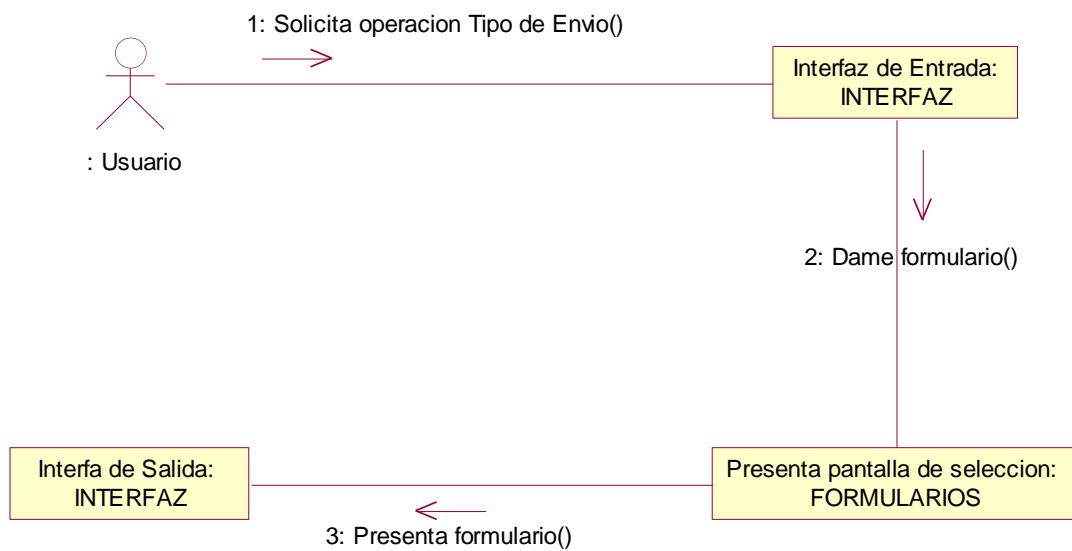 1: Solicita operacion Tipo de Envio()
: Usuario
Interfaz de Entrada:
INTERFAZ
2: Dame formulario()
Presenta pantalla de seleccion:
FORMULARIOS
3: Presenta formulario()
Interfa de Salida:
INTERFAZ